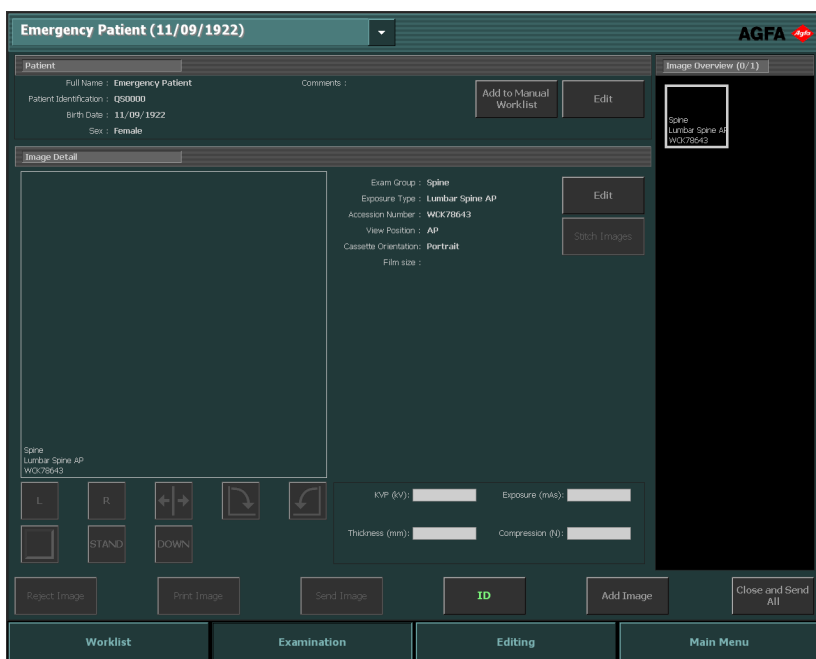 Emergency Patient (11/09/1922)
AGFA
Agfa
Patient
Full Name : Emergency Patient
Comments :
Patient Identification : QS0000
Birth Date : 11/09/1922
Sex : Female
Add to Manual
Worklist
Edit
Image Overview (0/1)
Spine
Lumbar Spine AP
WCK78643
Image Detail
Exam Group : Spine
Exposure Type : Lumbar Spine AP
Accession Number : WCK78643
View Position : AP
Cassette Orientation: Portrait
Film size :
Edit
Stitch Images
Spine
Lumbar Spine AP
WCK78643
L
R
STAND
DOWN
KVP (kV):
Exposure (mAs):
Thickness (mm):
Compression (N):
Reject Image
Print Image
Send Image
ID
Add Image
Close and Send
All
Worklist
Examination
Editing
Main Menu